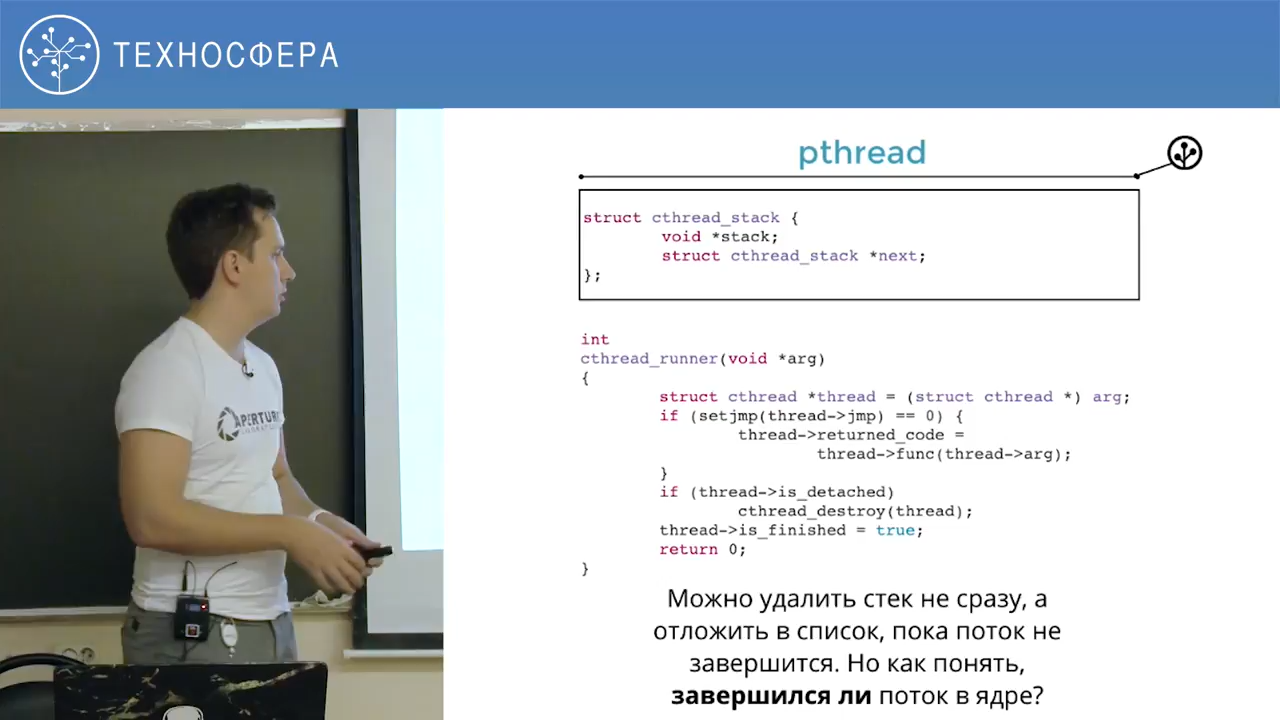 ТЕХНОСФЕРА
pthread
struct cthread_stack {
void *stack;
struct cthread_stack *next;
};
int
cthread_runner(void *arg)
{
struct cthread *thread = (struct cthread *) arg;
if (setjmp(thread->jmp) == 0) {
thread->returned_code =
thread->func(thread->arg);
}
if (thread->is_detached)
cthread_destroy(thread);
thread->is_finished = true;
return 0;
}
Можно удалить стек не сразу, а
отложить в список, пока поток не
завершится. Но как понять,
завершился ли поток в ядре?